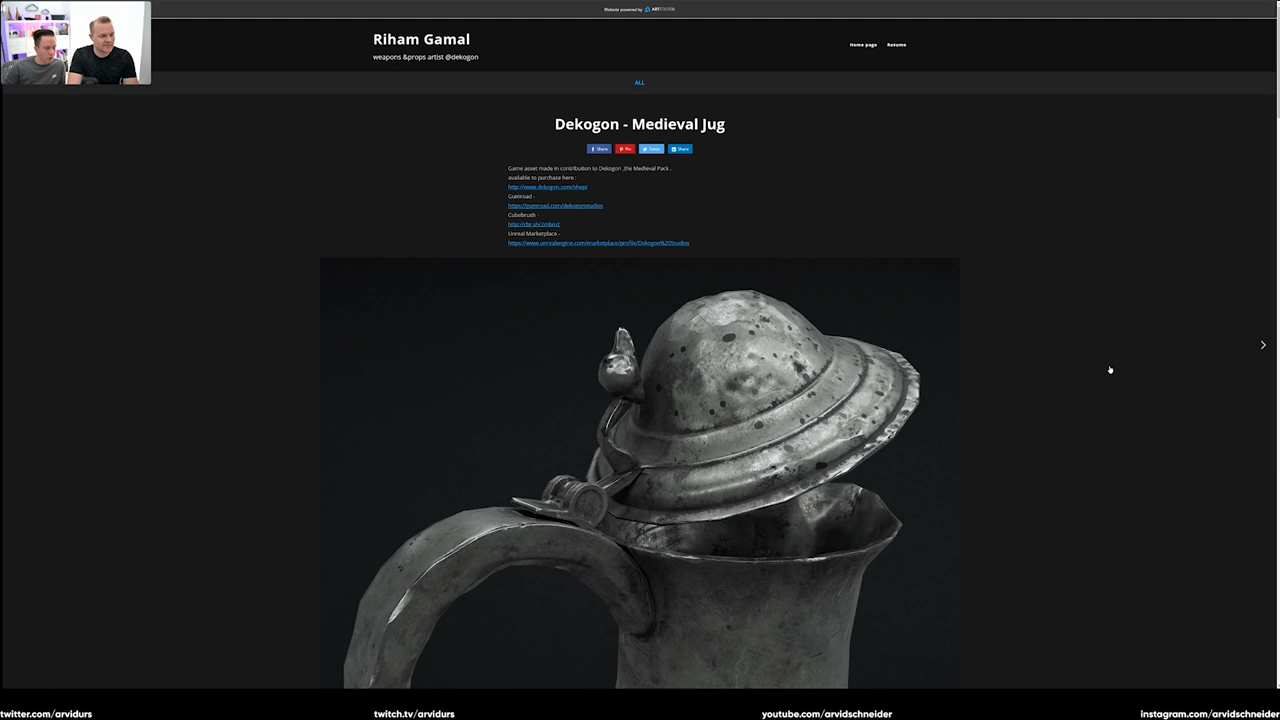 Website powered by ARTSTATION
Riham Gamal
weapons &props artist @dekogon
Home page Resume
ALL
Dekogon - Medieval Jug
Share Pin Tweet Share
Game asset made in contribution to Dekogon ,the Medieval Pack .
available to purchase here :
http://www.dekogon.com/shop/
Gumroad -
https://gumroad.com/dekogonstudios
Cubebrush -
Unreal Marketplace -
https://www.unrealengine.com/marketplace/profile/Dekogon%20Studios
twitter.com/arvidurs
twitch.tv/arvidurs
youtube.com/arvidschneider
instagram.com/arvidschneider